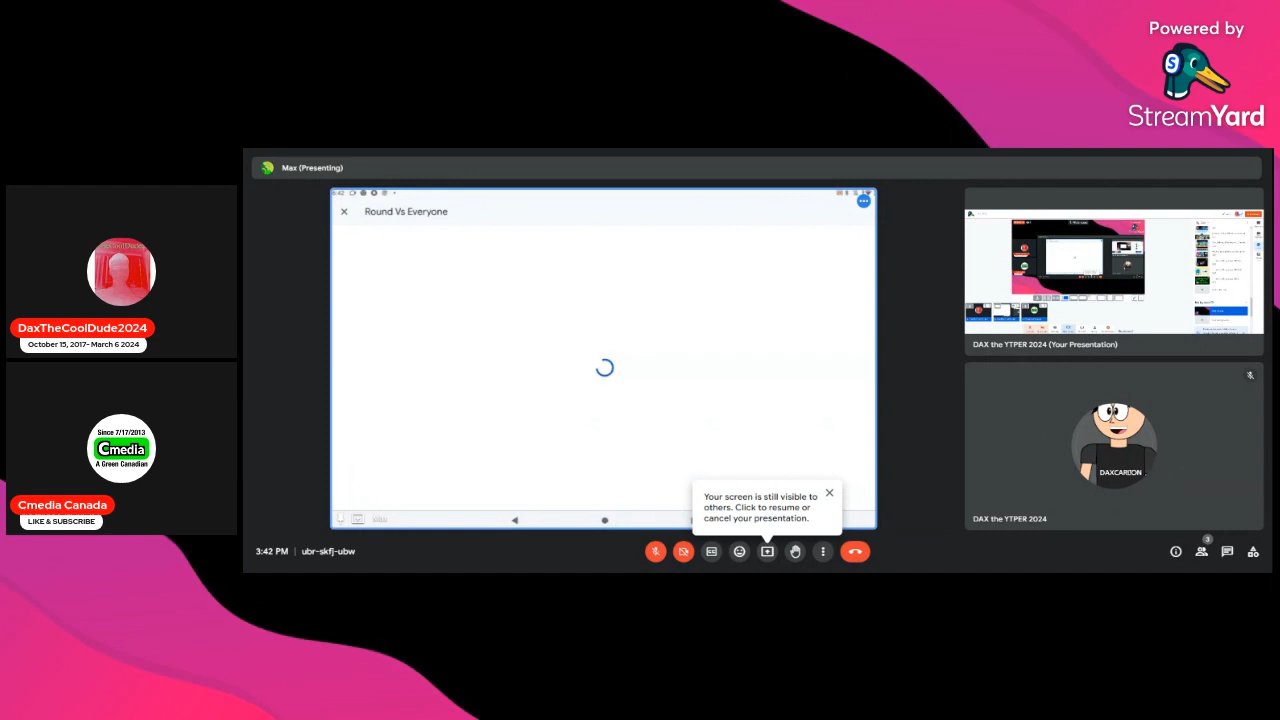 Powered by
StreamYard
Max (Presenting)
Round Vs Everyone
DaxTheCoolDude2024
October 15, 2017- March 6 2024
Since 7/17/2013
Cmedia
A Green Canadian
Cmedia Canada
LIKE & SUBSCRIBE
DAX the YTPER 2024 (Your Presentation)
DAXCARDON
DAX the YTPER 2024
Your screen is still visible to
others. Click to resume or
cancel your presentation.
3:42 PM | ubr-skfj-ubw
3